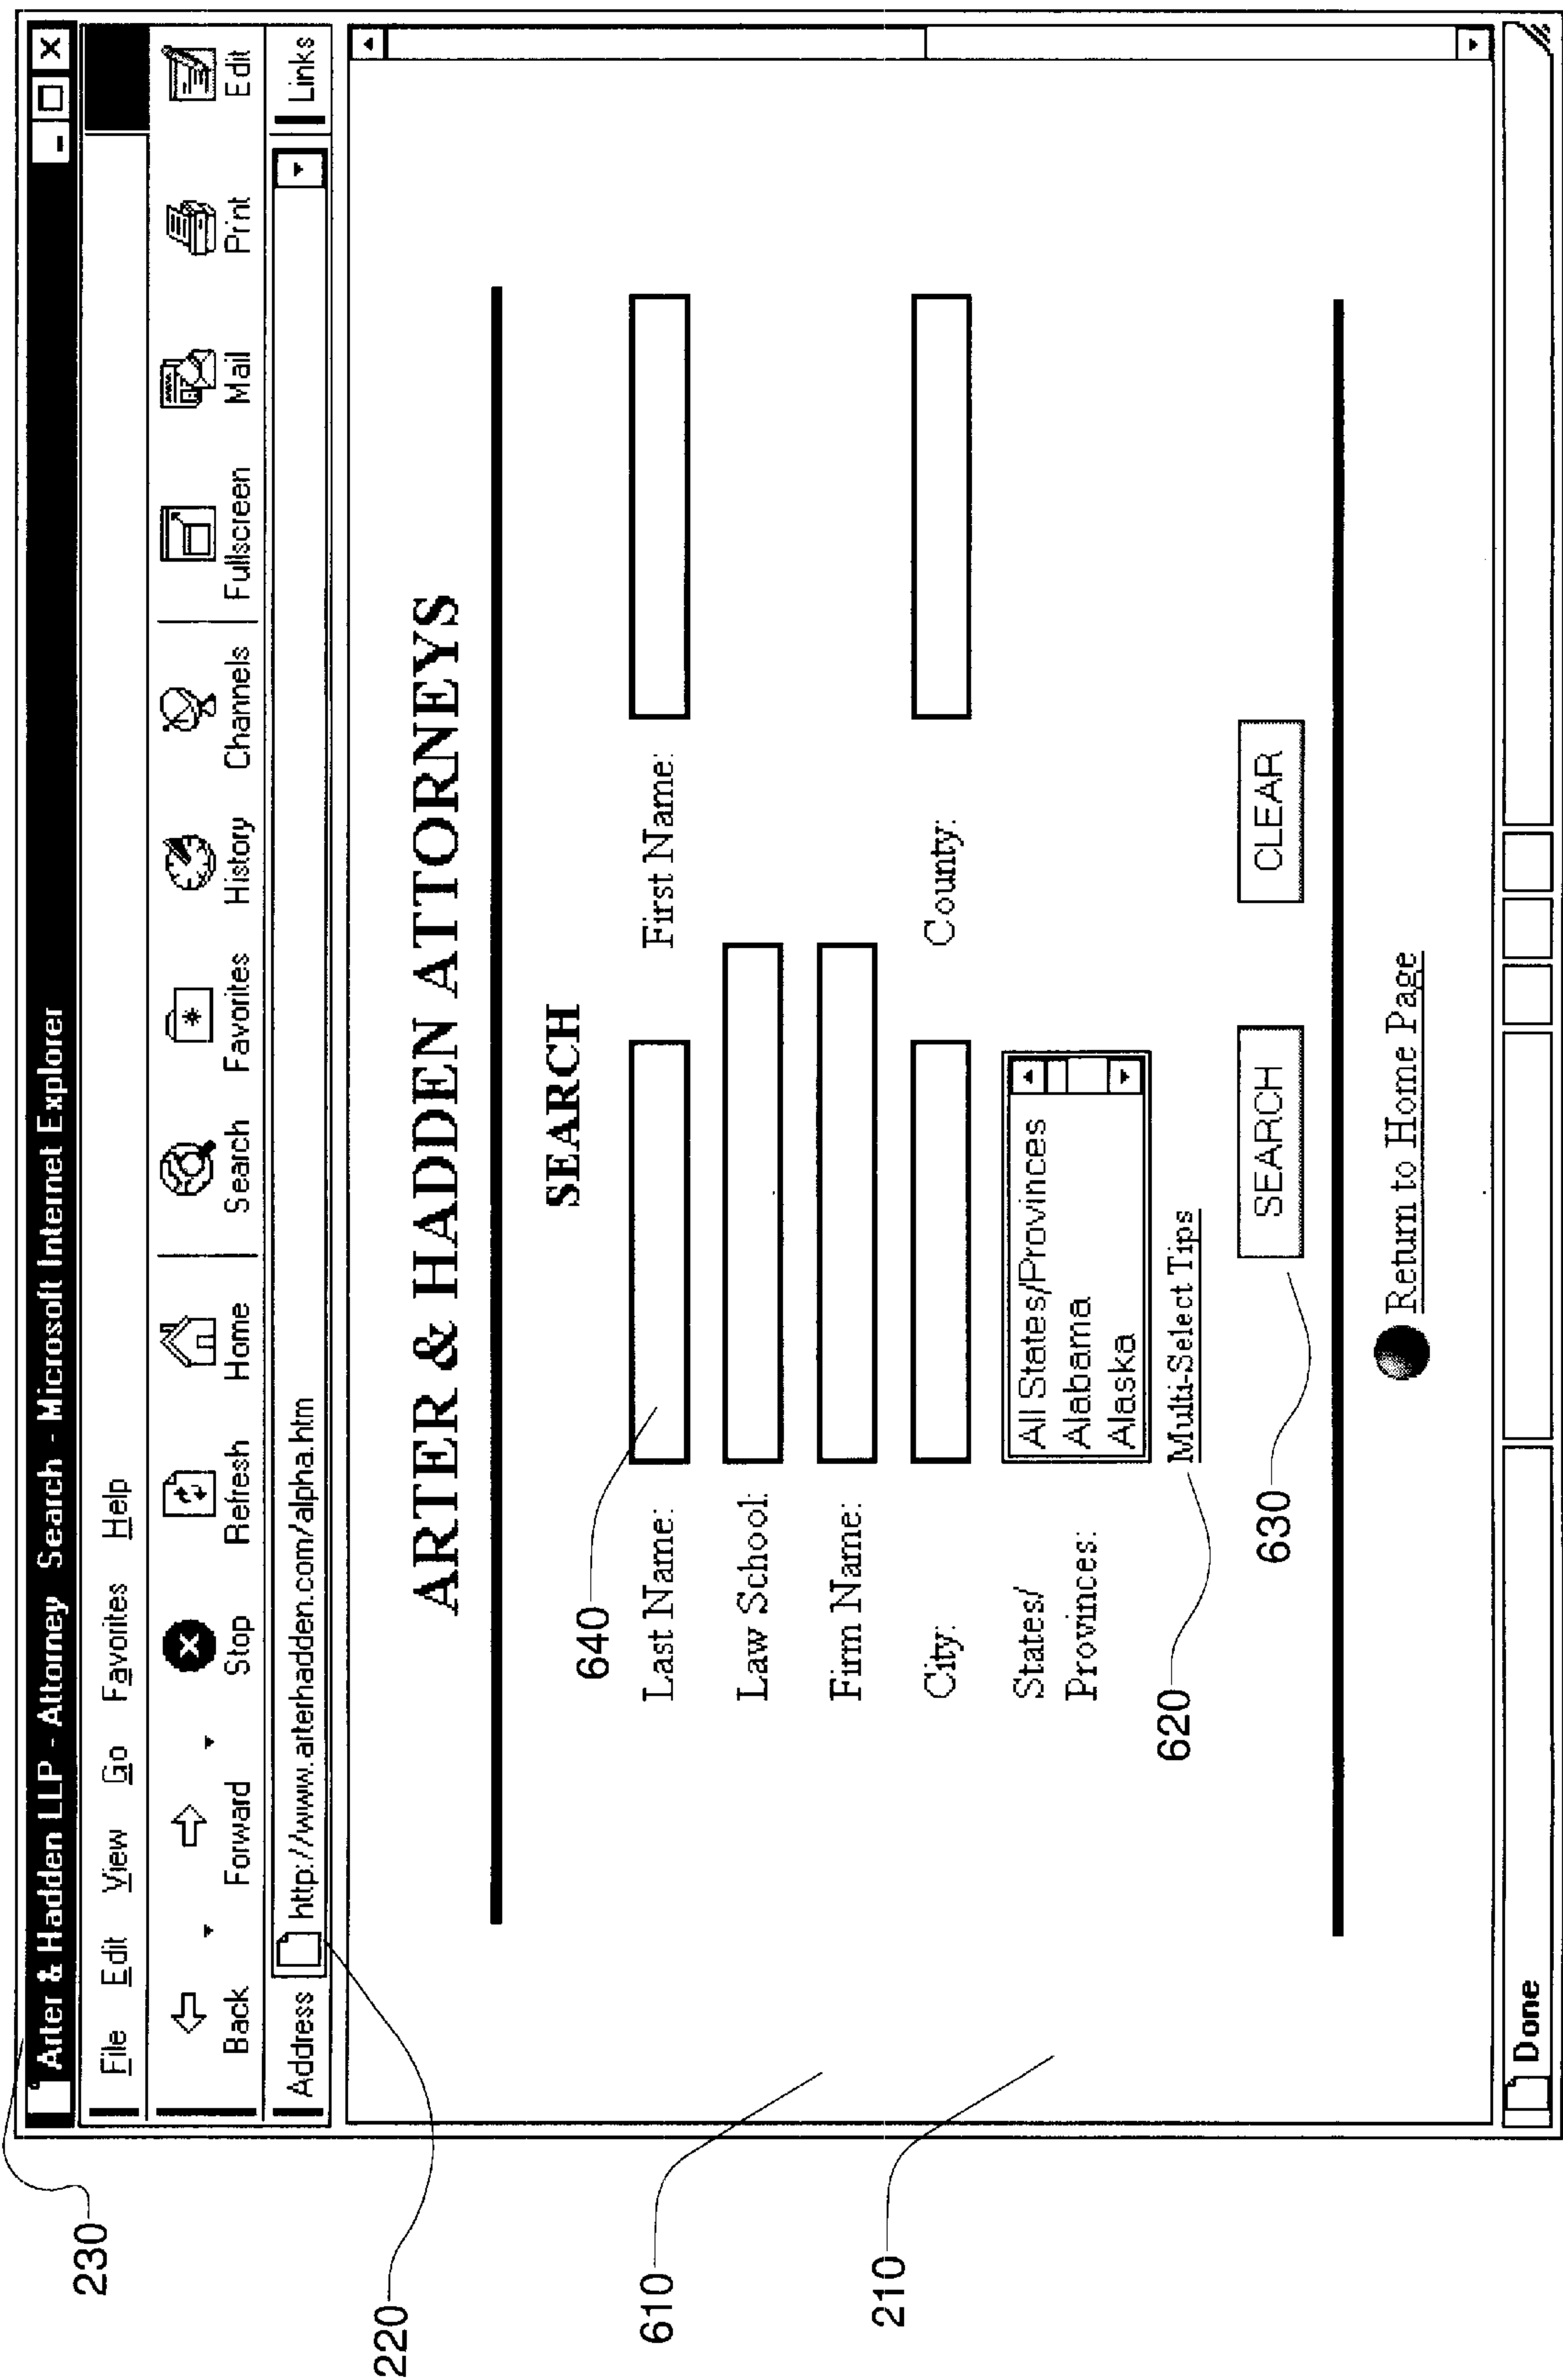 Arter & Hadden LLP - Attorney Search - Microsoft Internet Explorer
File Edit View Go Favorites Help
Back Forward Stop Refresh Home Search Favorites History Channels Fullscreen Mail Print Edit
Address http://www.arterhadden.com/alpha.htm Links
ARTER & HADDEN ATTORNEYS
SEARCH
Last Name: First Name:
Law School:
Firm Name:
City: County:
States/
Provinces:
All States/Provinces
Alabama
Alaska
Multi-Select Tips
SEARCH CLEAR
Return to Home Page
Done
230
220
610
210
640
620
630